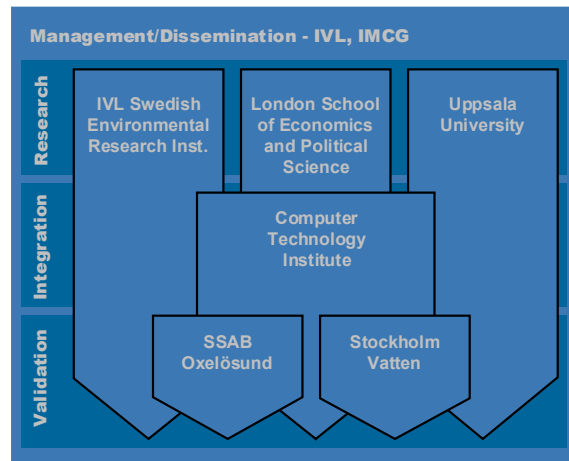 Management/Dissemination - IVL, IMCG
Research
IVL Swedish
Environmental
Research Inst.
London School
of Economics
and Political
Science
Uppsala
University
Integration
Computer
Technology
Institute
Validation
SSAB
Oxelösund
Stockholm
Vatten